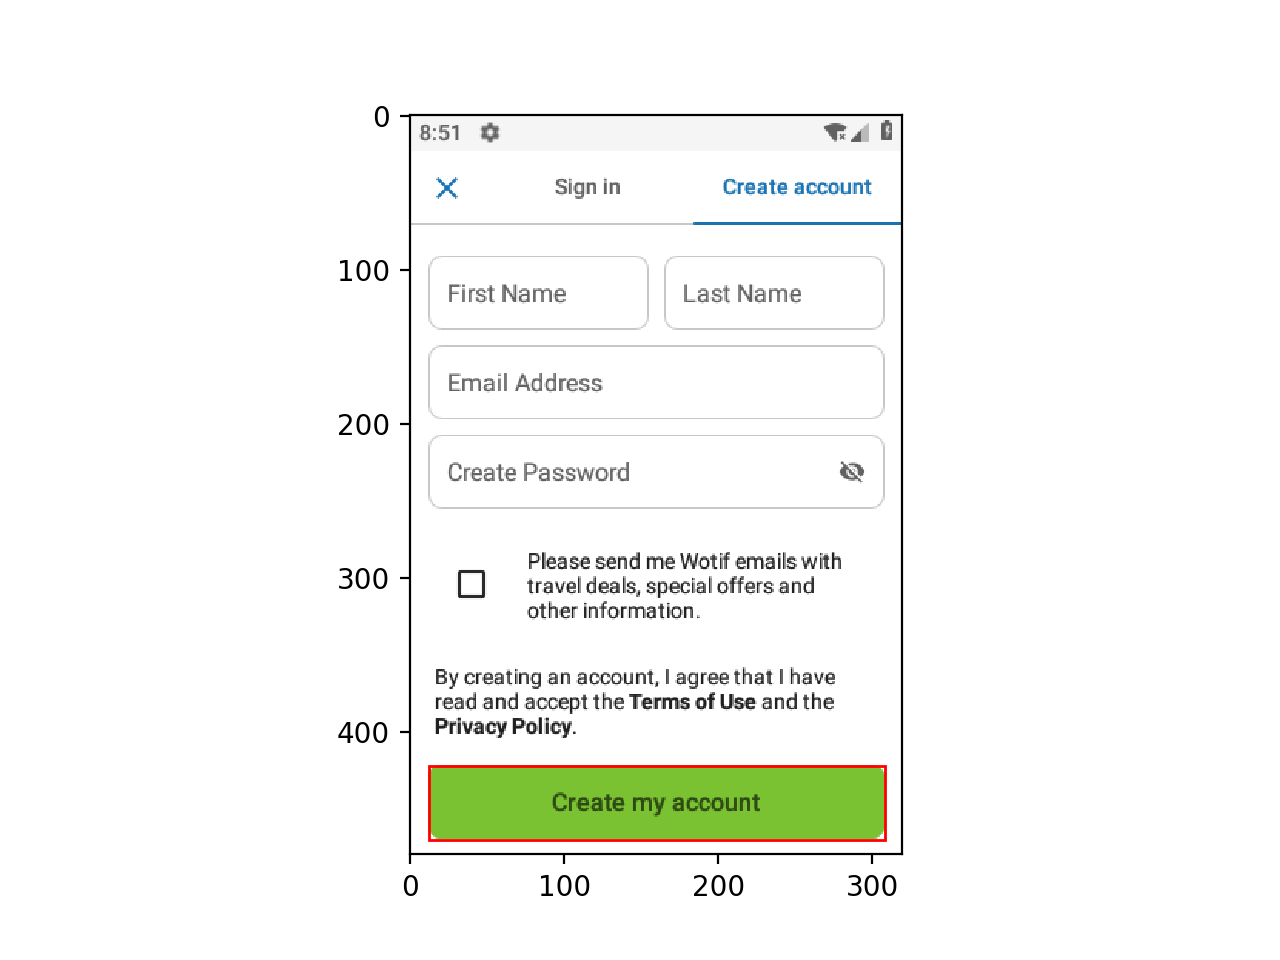 0
8:51
Sign in
Create account
100
First Name
Last Name
Email Address
200
Create Password
300
Please send me Wotif emails with
travel deals, special offers and
other information.
By creating an account, I agree that I have
read and accept the Terms of Use and the
Privacy Policy.
400
Create my account
0
100
200
300